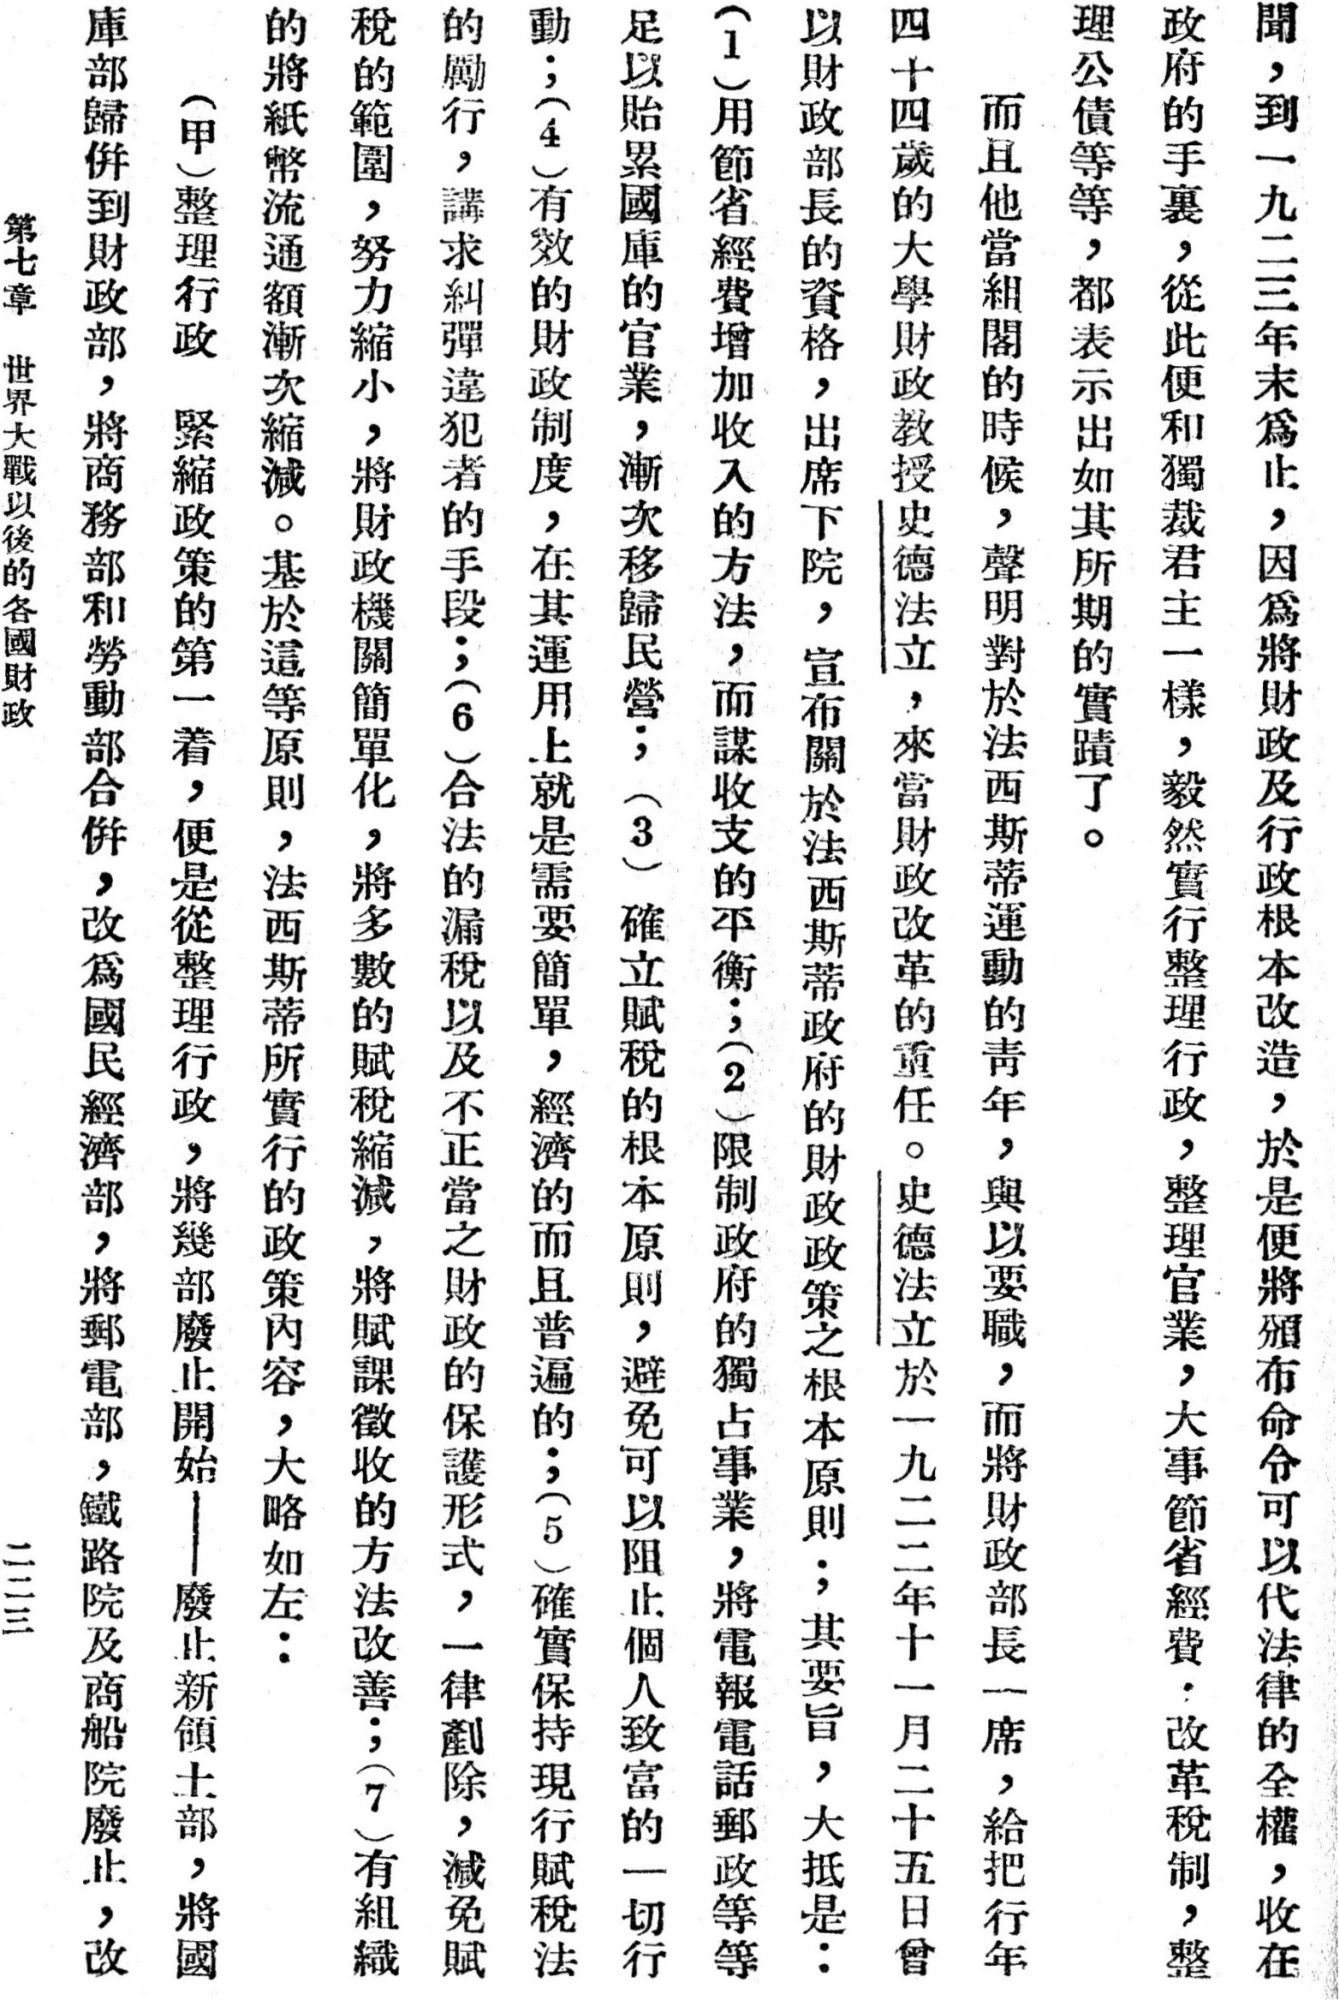 聞，到一九二三年末爲止，因爲將財政及行政根本改造，於是便將頒布命令可以代法律的全權，收在
政府的手裏，從此便和獨裁君主一樣，毅然實行整理行政，整理官業，大事節省經費．改革稅制，整
理公債等等，都表示出如其所期的實蹟了。
而且他當組閣的時候，聲明對於法西斯蒂運動的靑年，與以要職，而將財政部長一席，給把行年
四十四歲的大學財政教授史德法立，來當財政改革的重任。史德法立於一九二二年十一月二十五日曾
以財政部長的資格，出席下院，宣布關於法西斯蒂政府的財政政策之根本原則；其要旨，大抵是：
（1）用節省經費增加收入的方法，而謀收支的平衡；（2）限制政府的獨占事業，將電報電話郵政等等
足以貽累國庫的官業，漸次移歸民營；（3）確立賦稅的根本原則，避免可以阻止個人致富的一切行
動；（4）有效的財政制度，在其運用上就是需要簡單，經濟的而且普遍的；（5）確實保持現行賦稅法
的勵行，講求糾彈違犯者的手段；（6）合法的漏稅以及不正當之財政的保護形式，一律剷除，減免賦
稅的範圍，努力縮小，將財政機關簡單化，將多數的賦稅縮減，將賦課徵收的方法改善；（7）有組織
的將紙幣流通額漸次縮減。基於這等原則，法西斯蒂所實行的政策內容，大略如左：
（甲）整理行政　緊縮政策的第一着，便是從整理行政，將幾部廢止開始——廢止新領土部，將國
庫部歸併到財政部，將商務部和勞動部合併，改爲國民經濟部，將郵電部，鐵路院及商船院廢止，改
第七章　世界大戰以後的各國財政　二二三